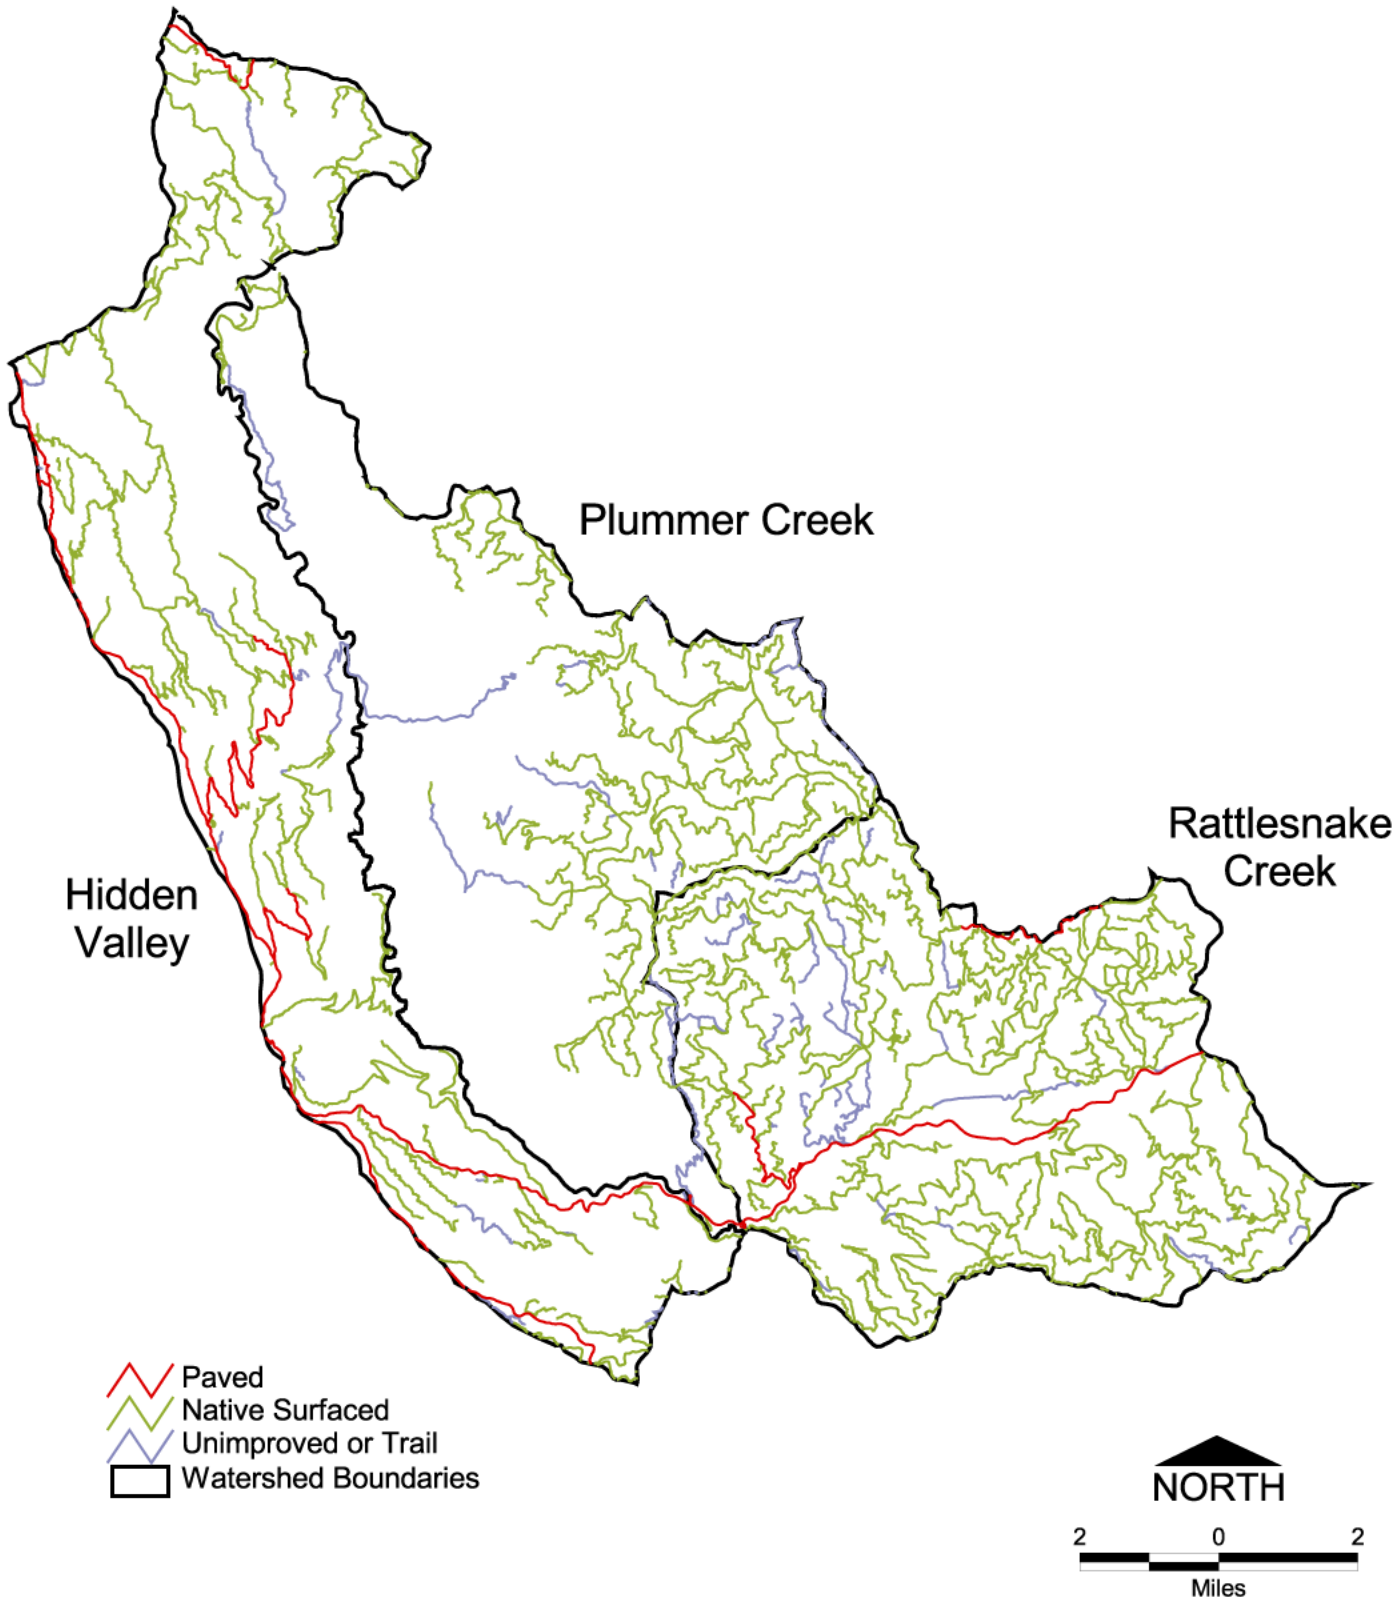 Plummer Creek
Rattlesnake
Creek
Hidden
Valley
Paved
Native Surfaced
Unimproved or Trail
Watershed Boundaries
NORTH
2 0 2
Miles